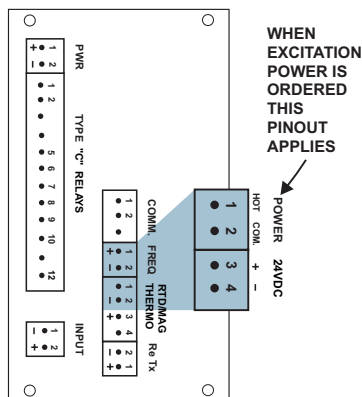 WHEN
EXCITATION
POWER IS
ORDERED
THIS
PINOUT
APPLIES
+ 1
− 2
PWR
1
2
5
6
7
8
9
10
12
TYPE "C" RELAYS
1
2
COMM.
+ 1
− 2
FREQ
+ 1
− 2
+ 3
4
RTD/MAG
THERMO
− 2
+ 1
Re Tx
− 1
+ 2
INPUT
1 HOT
2 COM.
POWER
3 +
4 −
24VDC